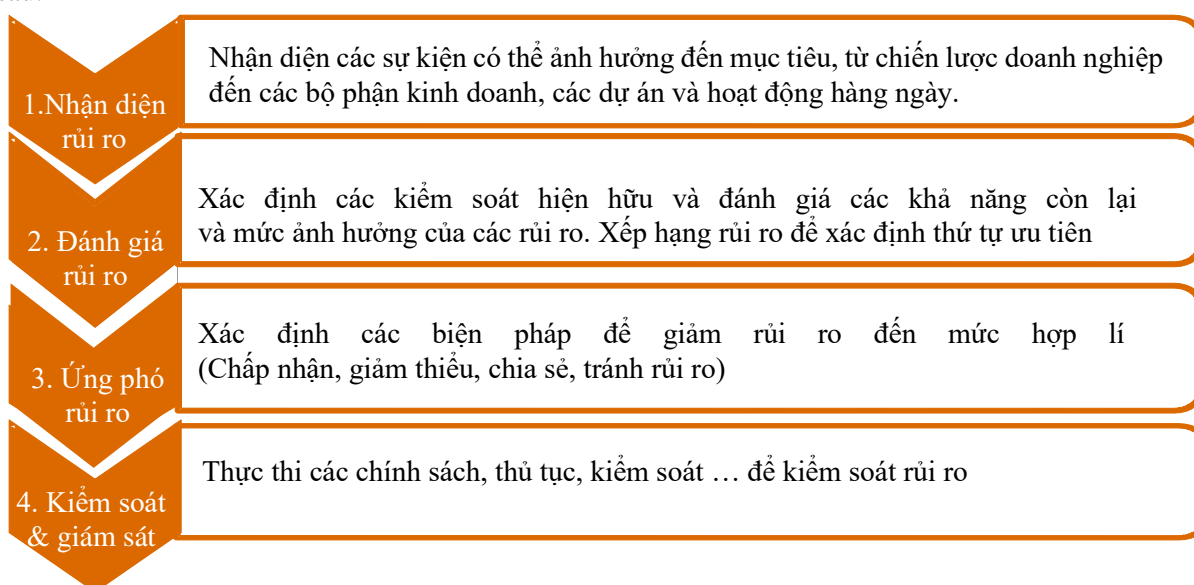 1.Nhận diện
rủi ro
Nhận diện các sự kiện có thể ảnh hưởng đến mục tiêu, từ chiến lược doanh nghiệp
đến các bộ phận kinh doanh, các dự án và hoạt động hàng ngày.
2. Đánh giá
rủi ro
Xác định các kiểm soát hiện hữu và đánh giá các khả năng còn lại
và mức ảnh hưởng của các rủi ro. Xếp hạng rủi ro để xác định thứ tự ưu tiên
3. Ứng phó
rủi ro
Xác định các biện pháp để giảm rủi ro đến mức hợp lí
(Chấp nhận, giảm thiểu, chia sẻ, tránh rủi ro)
4. Kiểm soát
& giám sát
Thực thi các chính sách, thủ tục, kiểm soát … để kiểm soát rủi ro